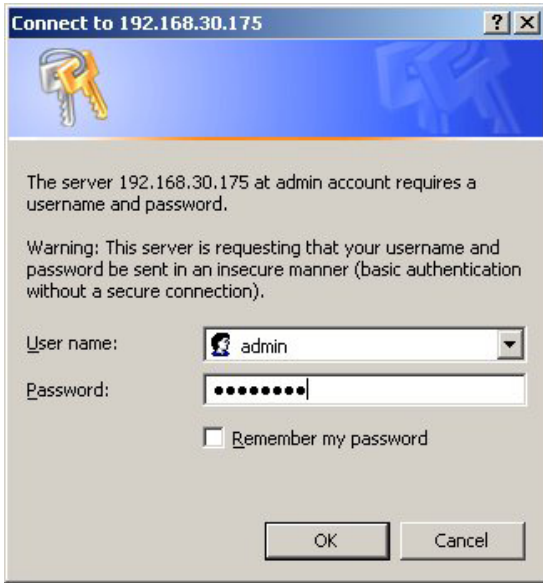 Connect to 192.168.30.175
The server 192.168.30.175 at admin account requires a
username and password.
Warning: This server is requesting that your username and
password be sent in an insecure manner (basic authentication
without a secure connection).
User name:
admin
Password:
••••••••
Remember my password
OK
Cancel